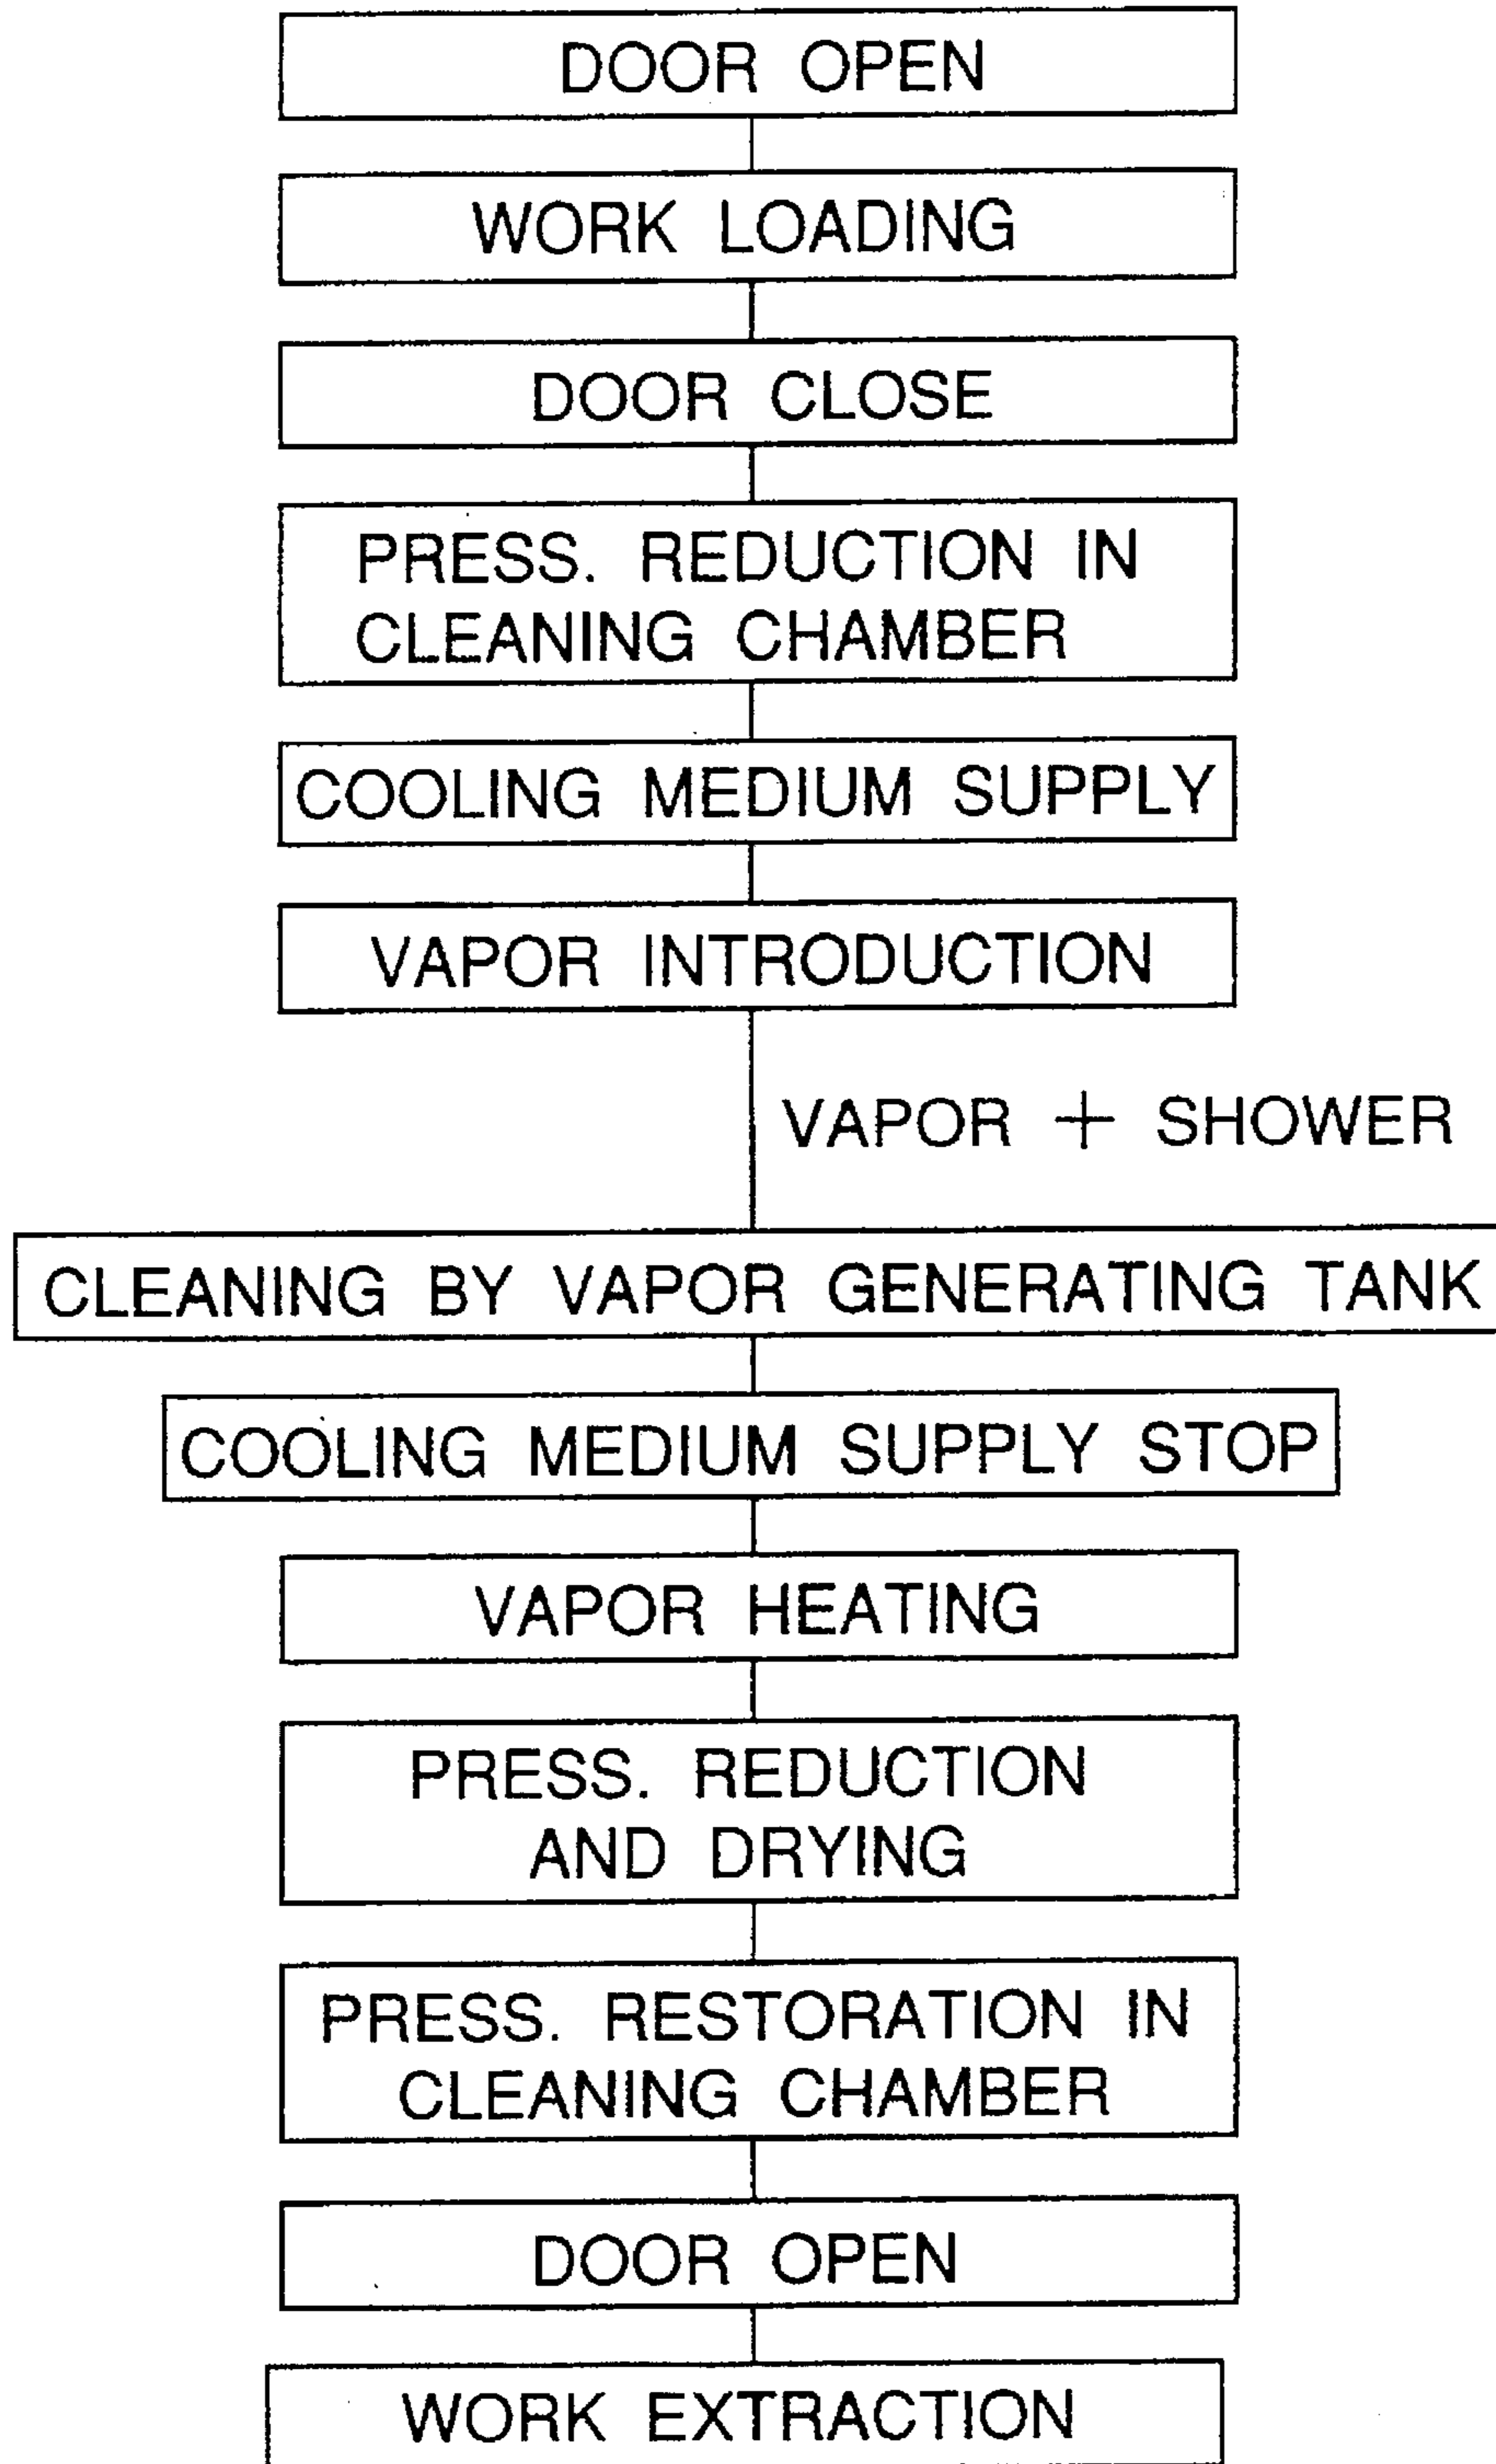 DOOR OPEN
WORK LOADING
DOOR CLOSE
PRESS. REDUCTION IN
CLEANING CHAMBER
COOLING MEDIUM SUPPLY
VAPOR INTRODUCTION
VAPOR + SHOWER
CLEANING BY VAPOR GENERATING TANK
COOLING MEDIUM SUPPLY STOP
VAPOR HEATING
PRESS. REDUCTION
AND DRYING
PRESS. RESTORATION IN
CLEANING CHAMBER
DOOR OPEN
WORK EXTRACTION